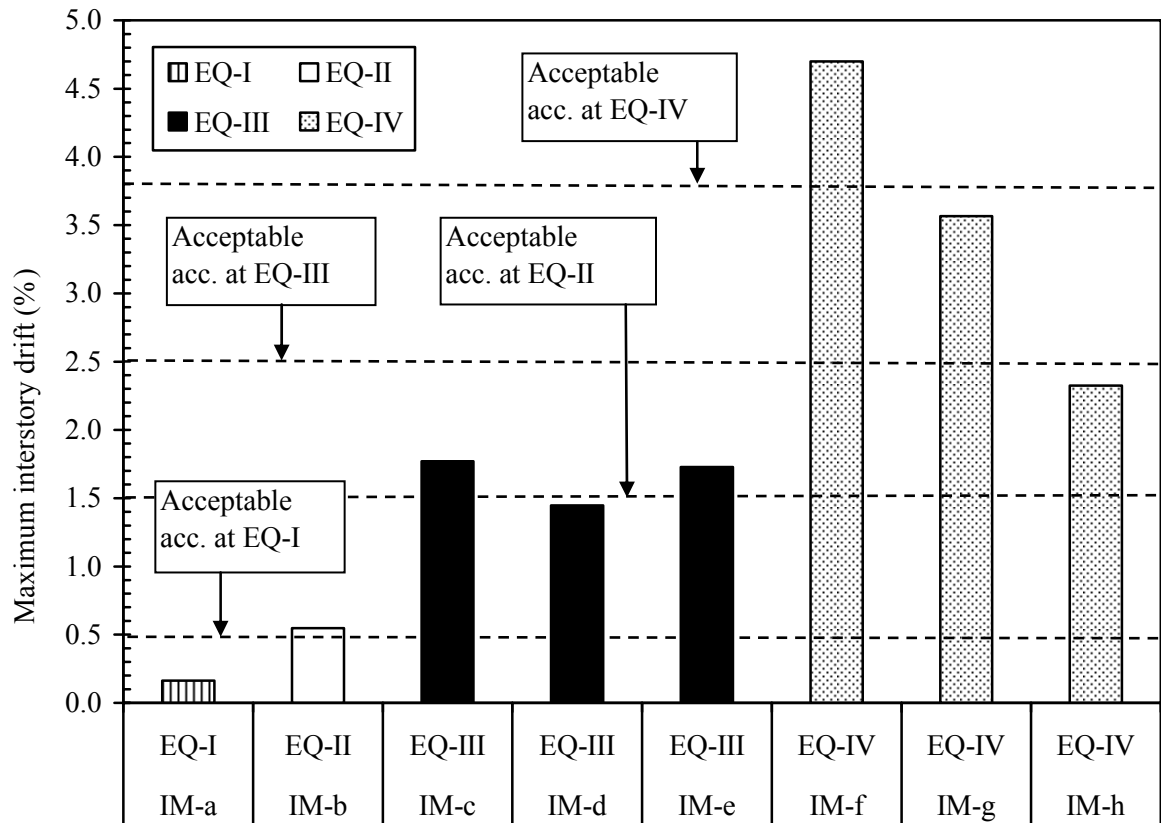 5.0
4.5
4.0
3.5
3.0
2.5
2.0
1.5
1.0
0.5
0.0
Maximum interstory drift (%)
EQ-I
EQ-II
EQ-III
EQ-IV
Acceptable
acc. at EQ-IV
Acceptable
acc. at EQ-III
Acceptable
acc. at EQ-II
Acceptable
acc. at EQ-I
EQ-I EQ-II EQ-III EQ-III EQ-III EQ-IV EQ-IV EQ-IV
IM-a IM-b IM-c IM-d IM-e IM-f IM-g IM-h